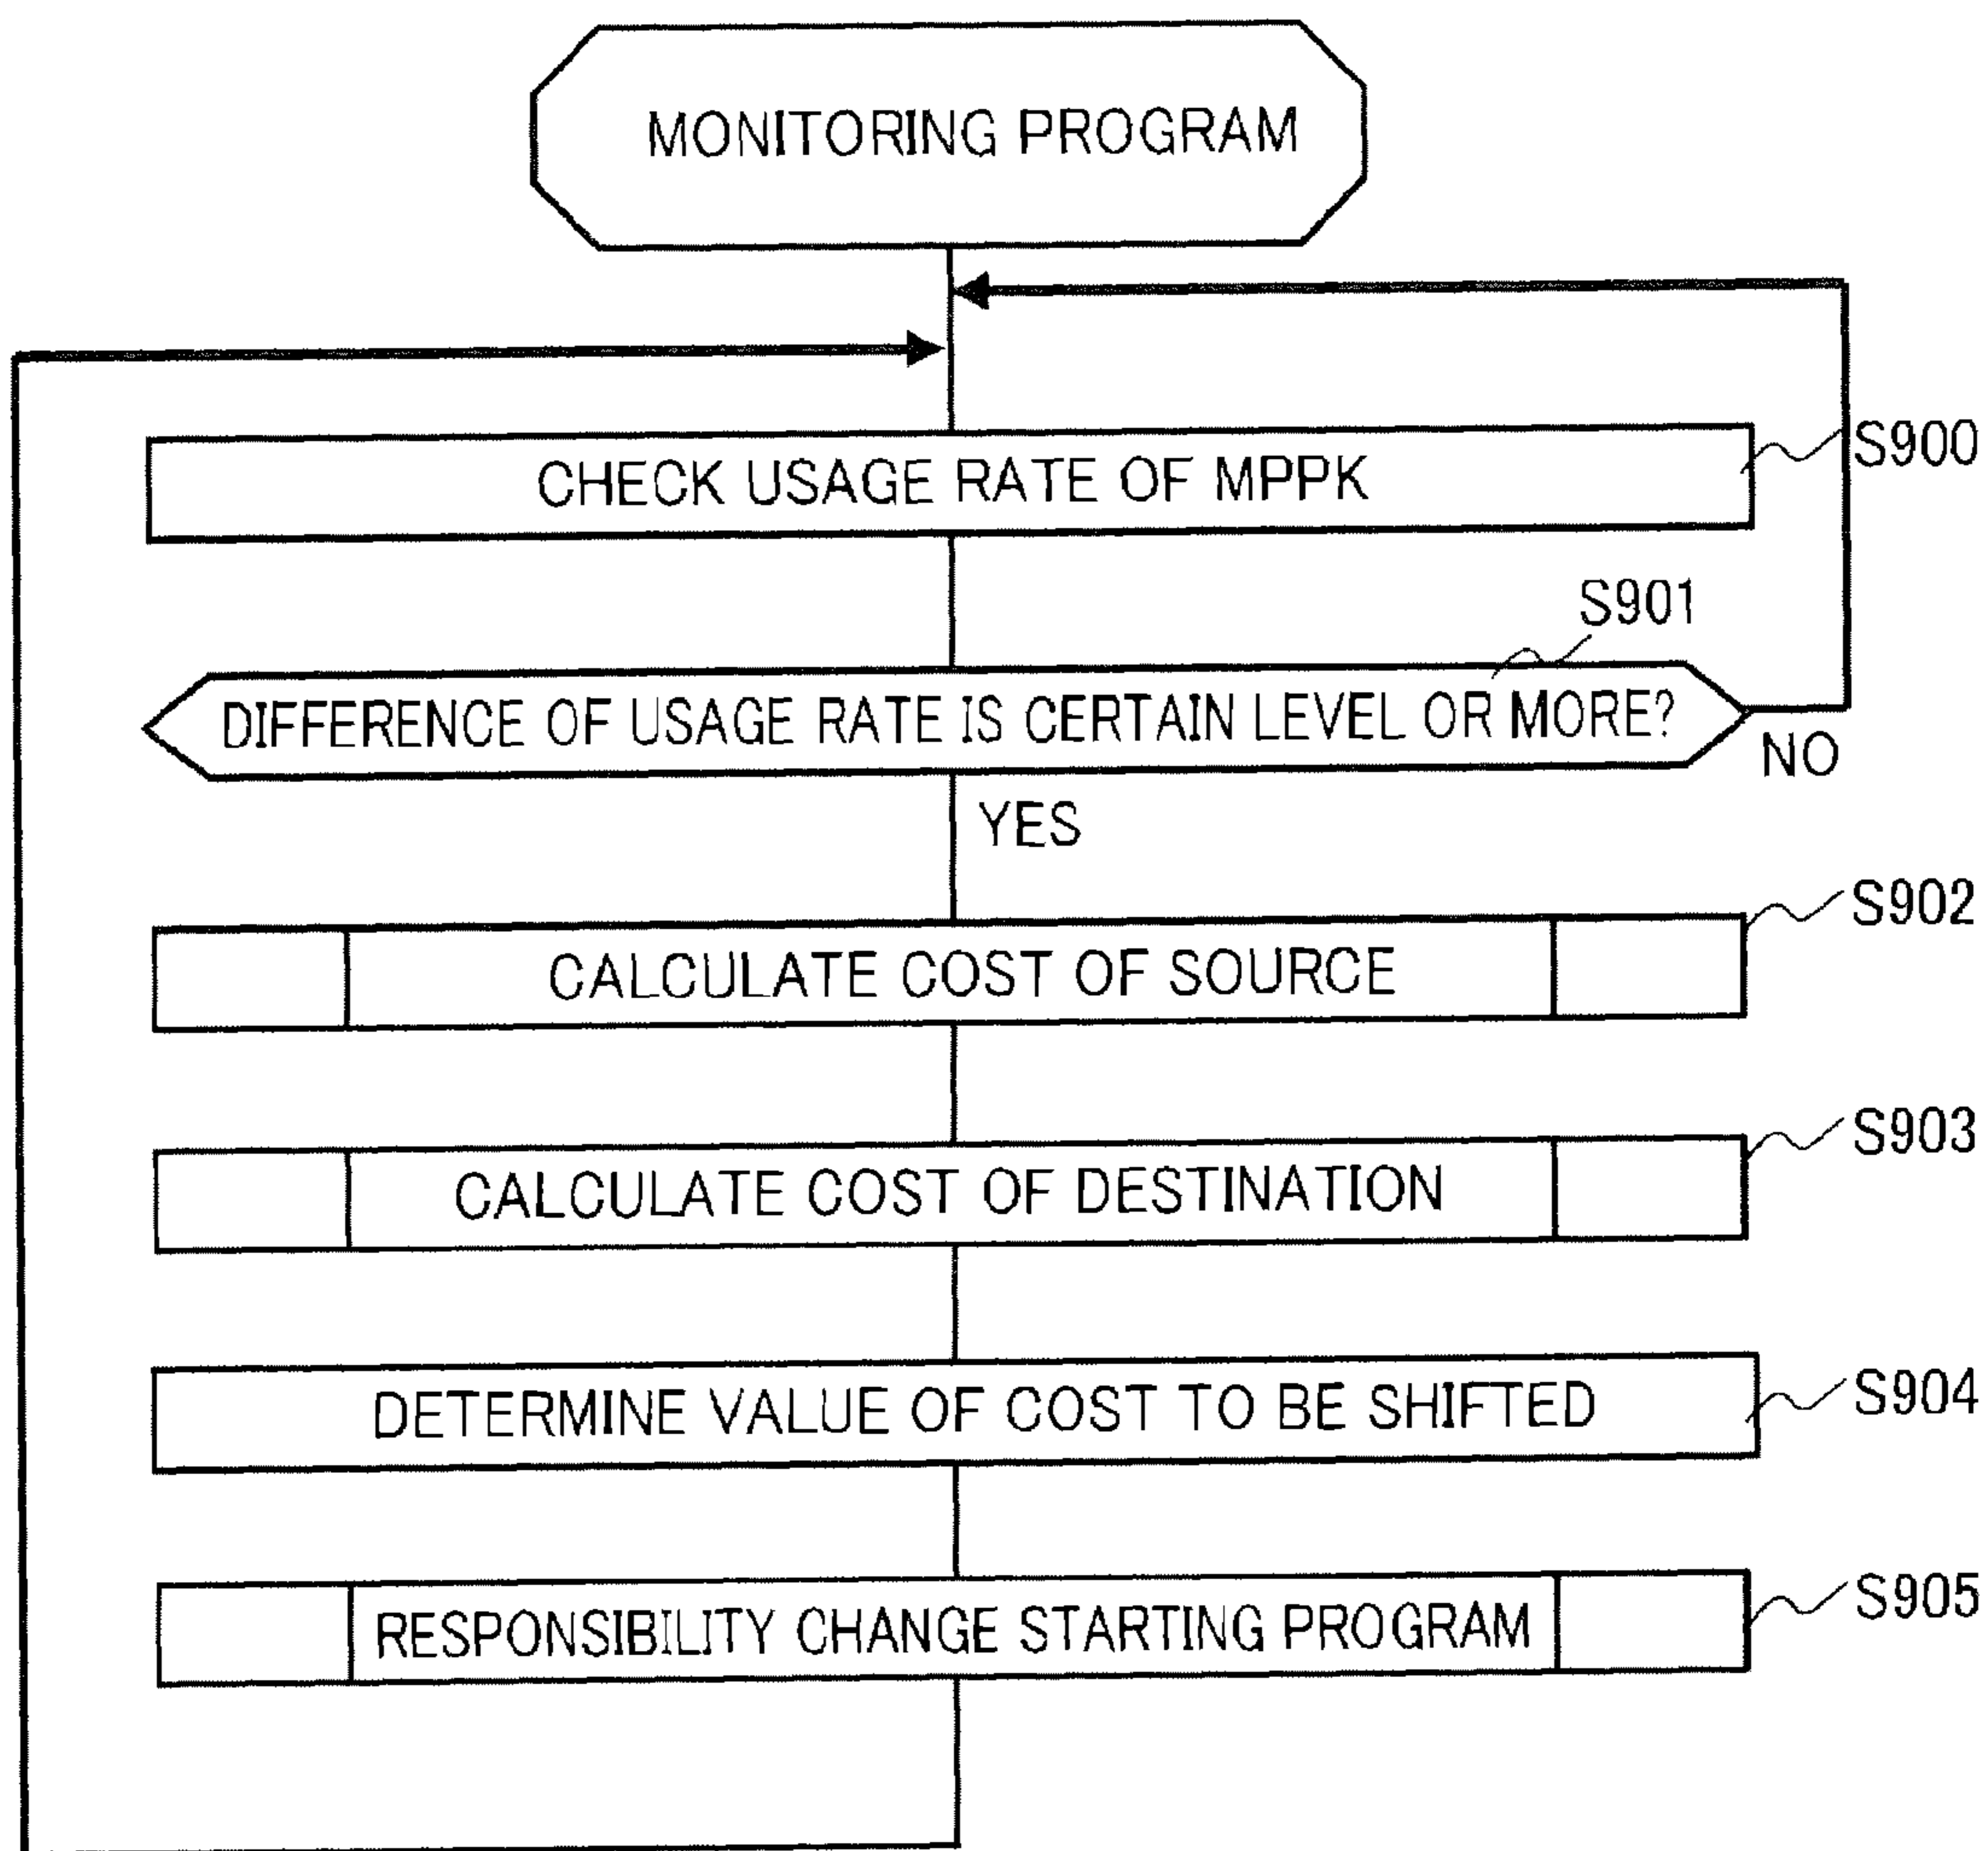 MONITORING PROGRAM
CHECK USAGE RATE OF MPPK
S900
S901
DIFFERENCE OF USAGE RATE IS CERTAIN LEVEL OR MORE?
NO
YES
S902
CALCULATE COST OF SOURCE
S903
CALCULATE COST OF DESTINATION
DETERMINE VALUE OF COST TO BE SHIFTED
S904
RESPONSIBILITY CHANGE STARTING PROGRAM
S905